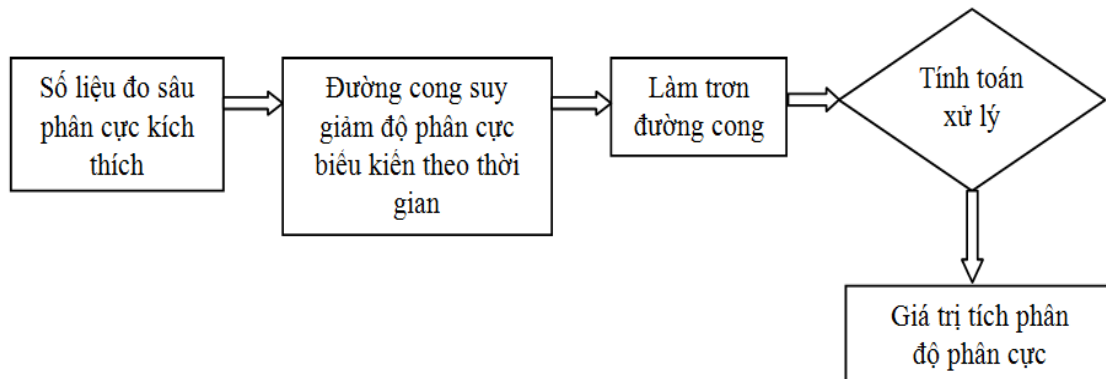 Số liệu đo sâu
phân cực kích
thích
Đường cong suy
giảm độ phân cực
biểu kiến theo thời
gian
Làm trơn
đường cong
Tính toán
xử lý
Giá trị tích phân
độ phân cực